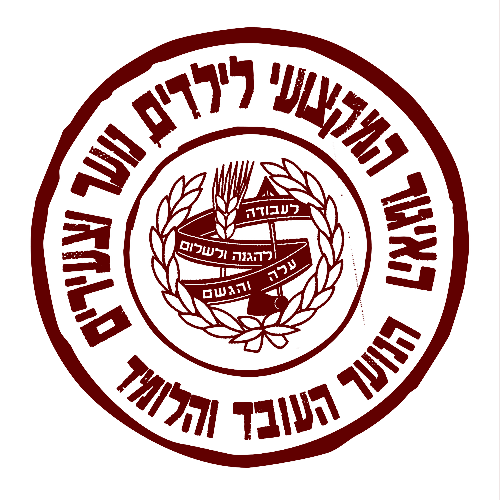 האיגוד המקצועי לילדים נוער וצעירים
הנוער העובד והלומד
לעבודה
להגנה ולשלום
עלה והגשם